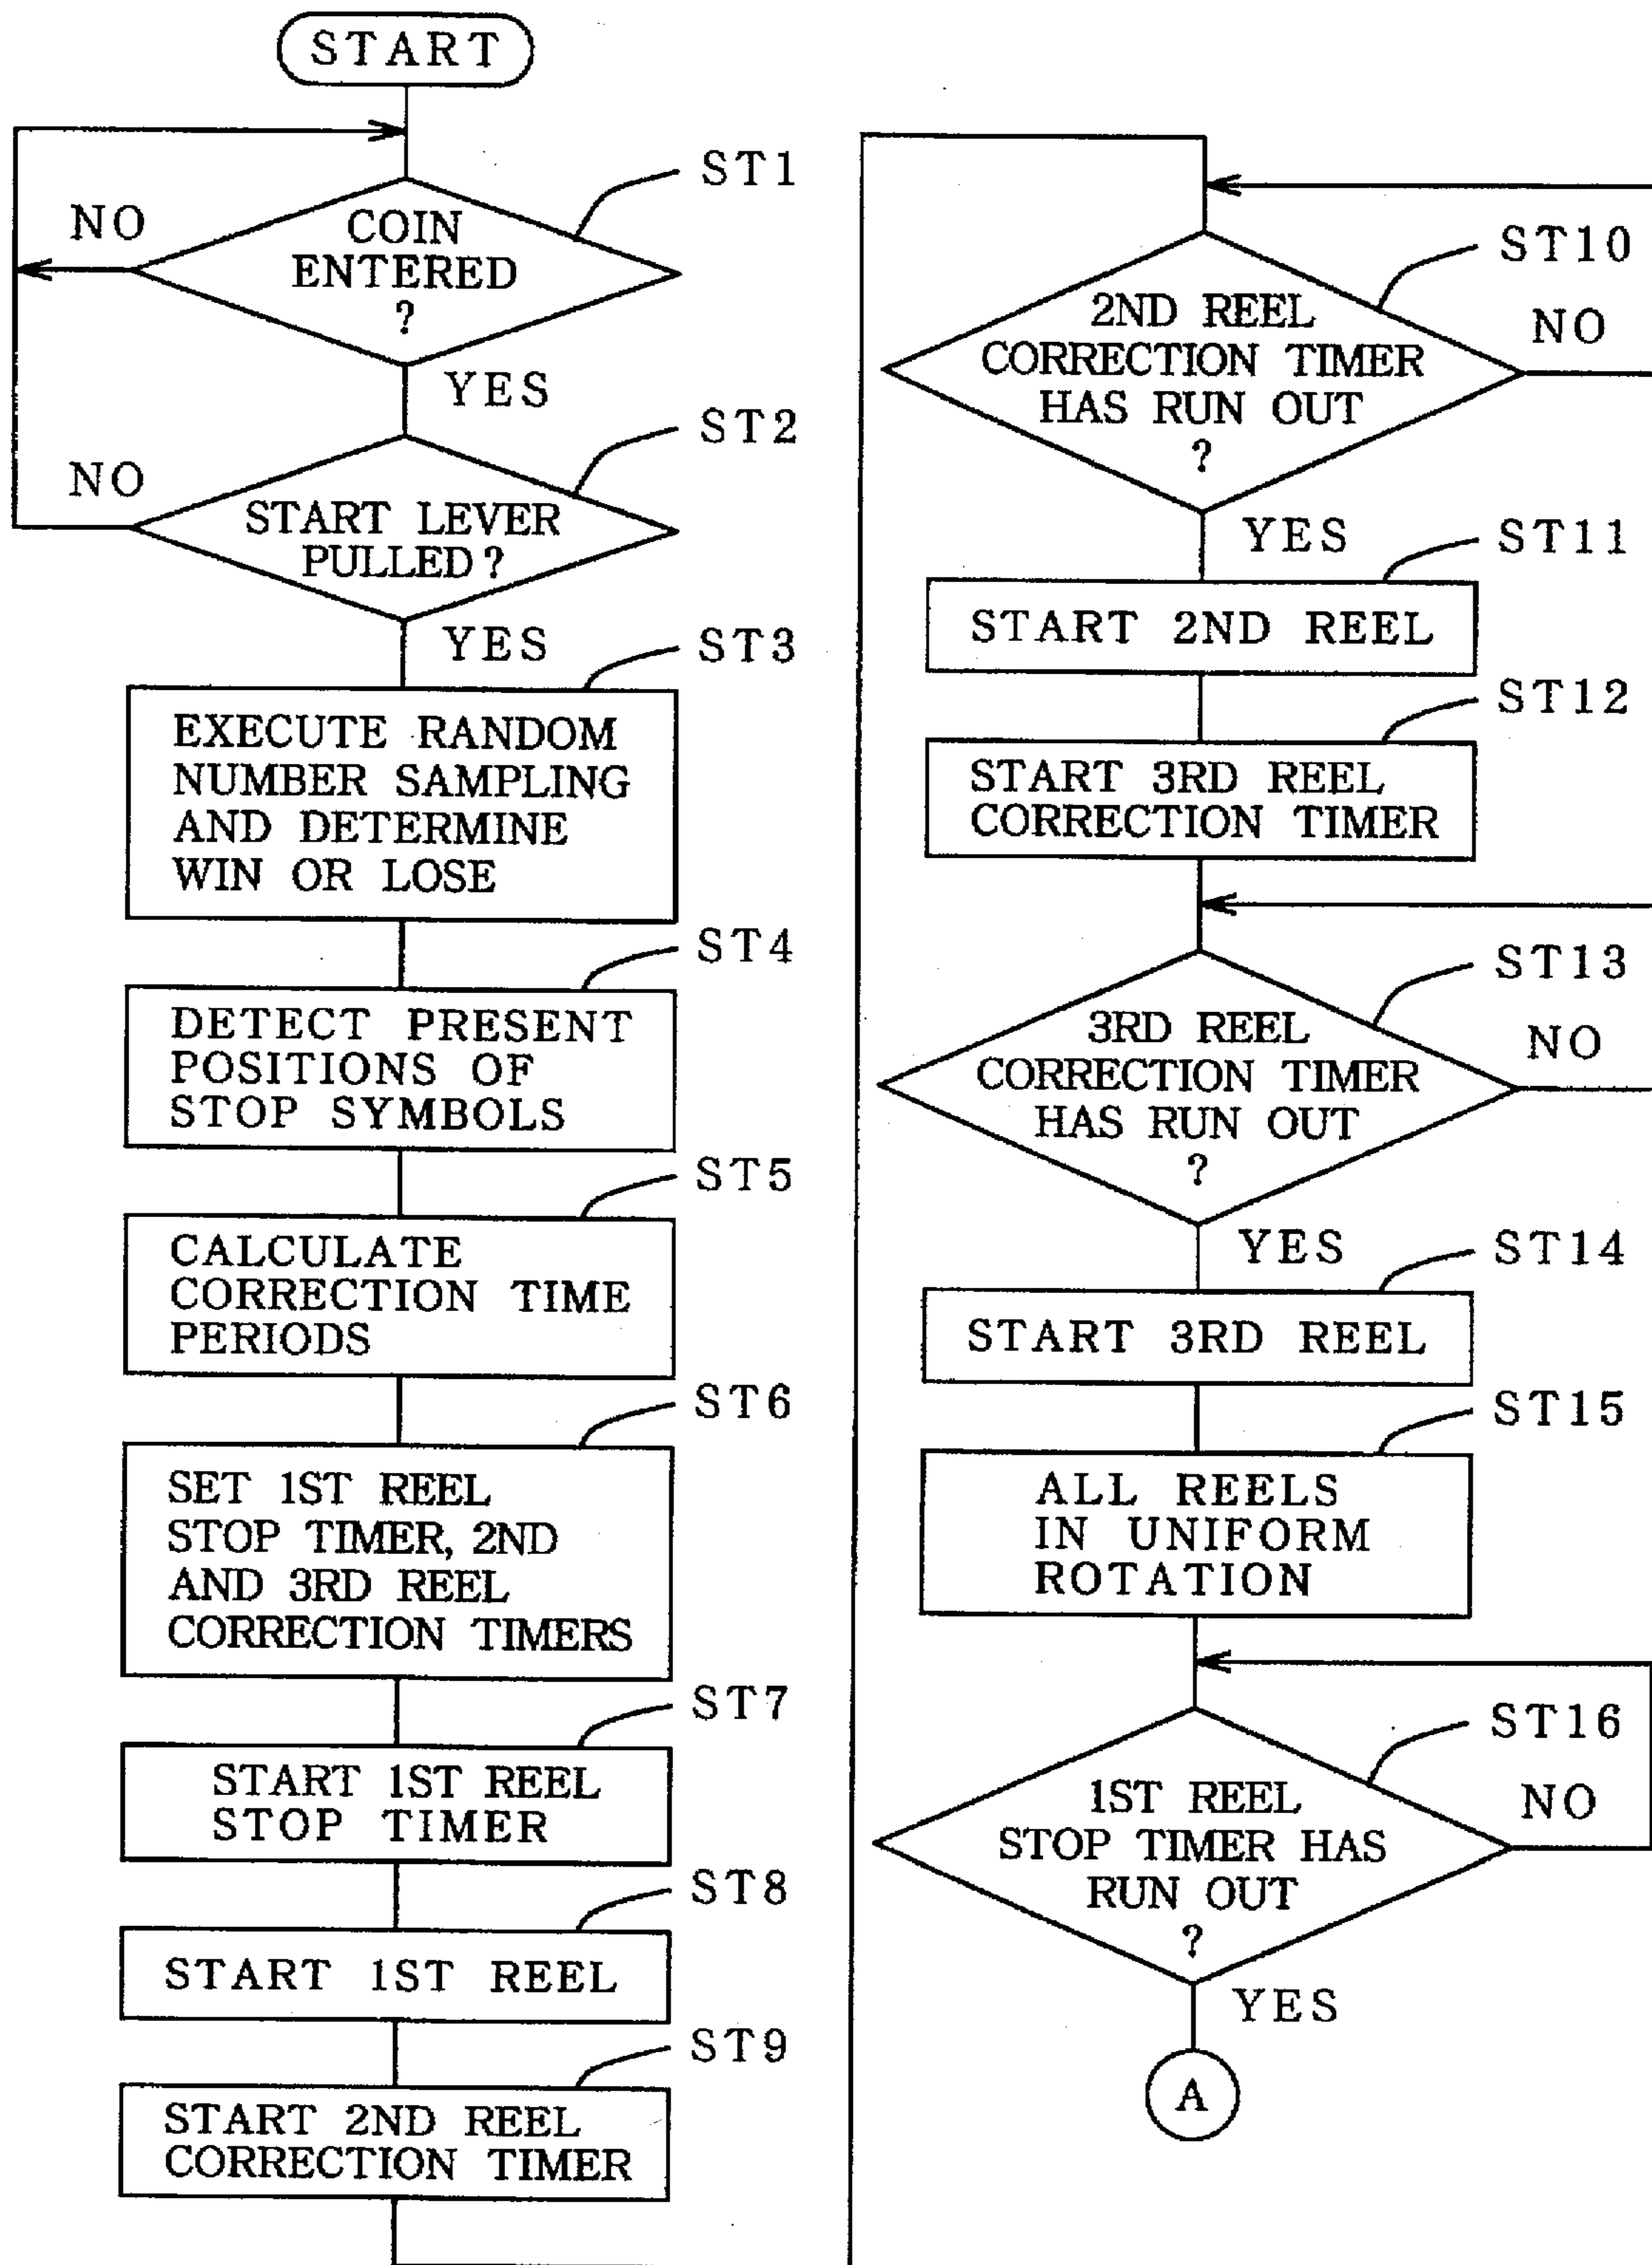 START
ST1
NO
COIN
ENTERED
?
YES
ST2
NO
START LEVER
PULLED?
YES
ST3
EXECUTE RANDOM
NUMBER SAMPLING
AND DETERMINE
WIN OR LOSE
ST4
DETECT PRESENT
POSITIONS OF
STOP SYMBOLS
ST5
CALCULATE
CORRECTION TIME
PERIODS
ST6
SET 1ST REEL
STOP TIMER, 2ND
AND 3RD REEL
CORRECTION TIMERS
ST7
START 1ST REEL
STOP TIMER
ST8
START 1ST REEL
ST9
START 2ND REEL
CORRECTION TIMER
ST10
2ND REEL
CORRECTION TIMER
HAS RUN OUT
?
NO
YES
ST11
START 2ND REEL
ST12
START 3RD REEL
CORRECTION TIMER
ST13
3RD REEL
CORRECTION TIMER
HAS RUN OUT
?
NO
YES
ST14
START 3RD REEL
ST15
ALL REELS
IN UNIFORM
ROTATION
ST16
1ST REEL
STOP TIMER HAS
RUN OUT
?
NO
YES
A